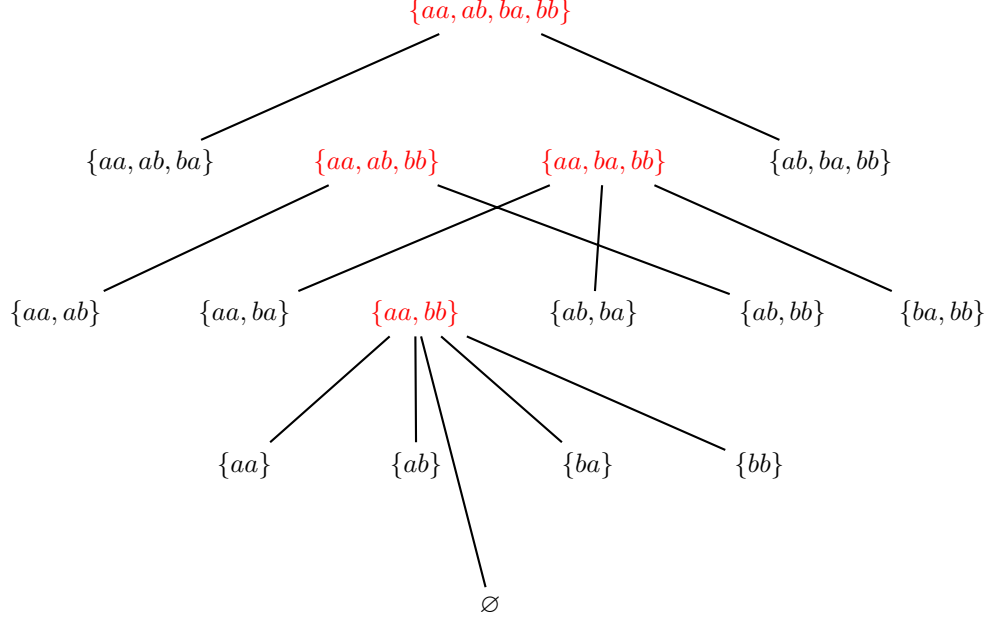 {aa, ab, ba, bb}
{aa, ab, ba} {aa, ab, bb} {aa, ba, bb} {ab, ba, bb}
{aa, ab} {aa, ba} {aa, bb} {ab, ba} {ab, bb} {ba, bb}
{aa} {ab} {ba} {bb}
∅